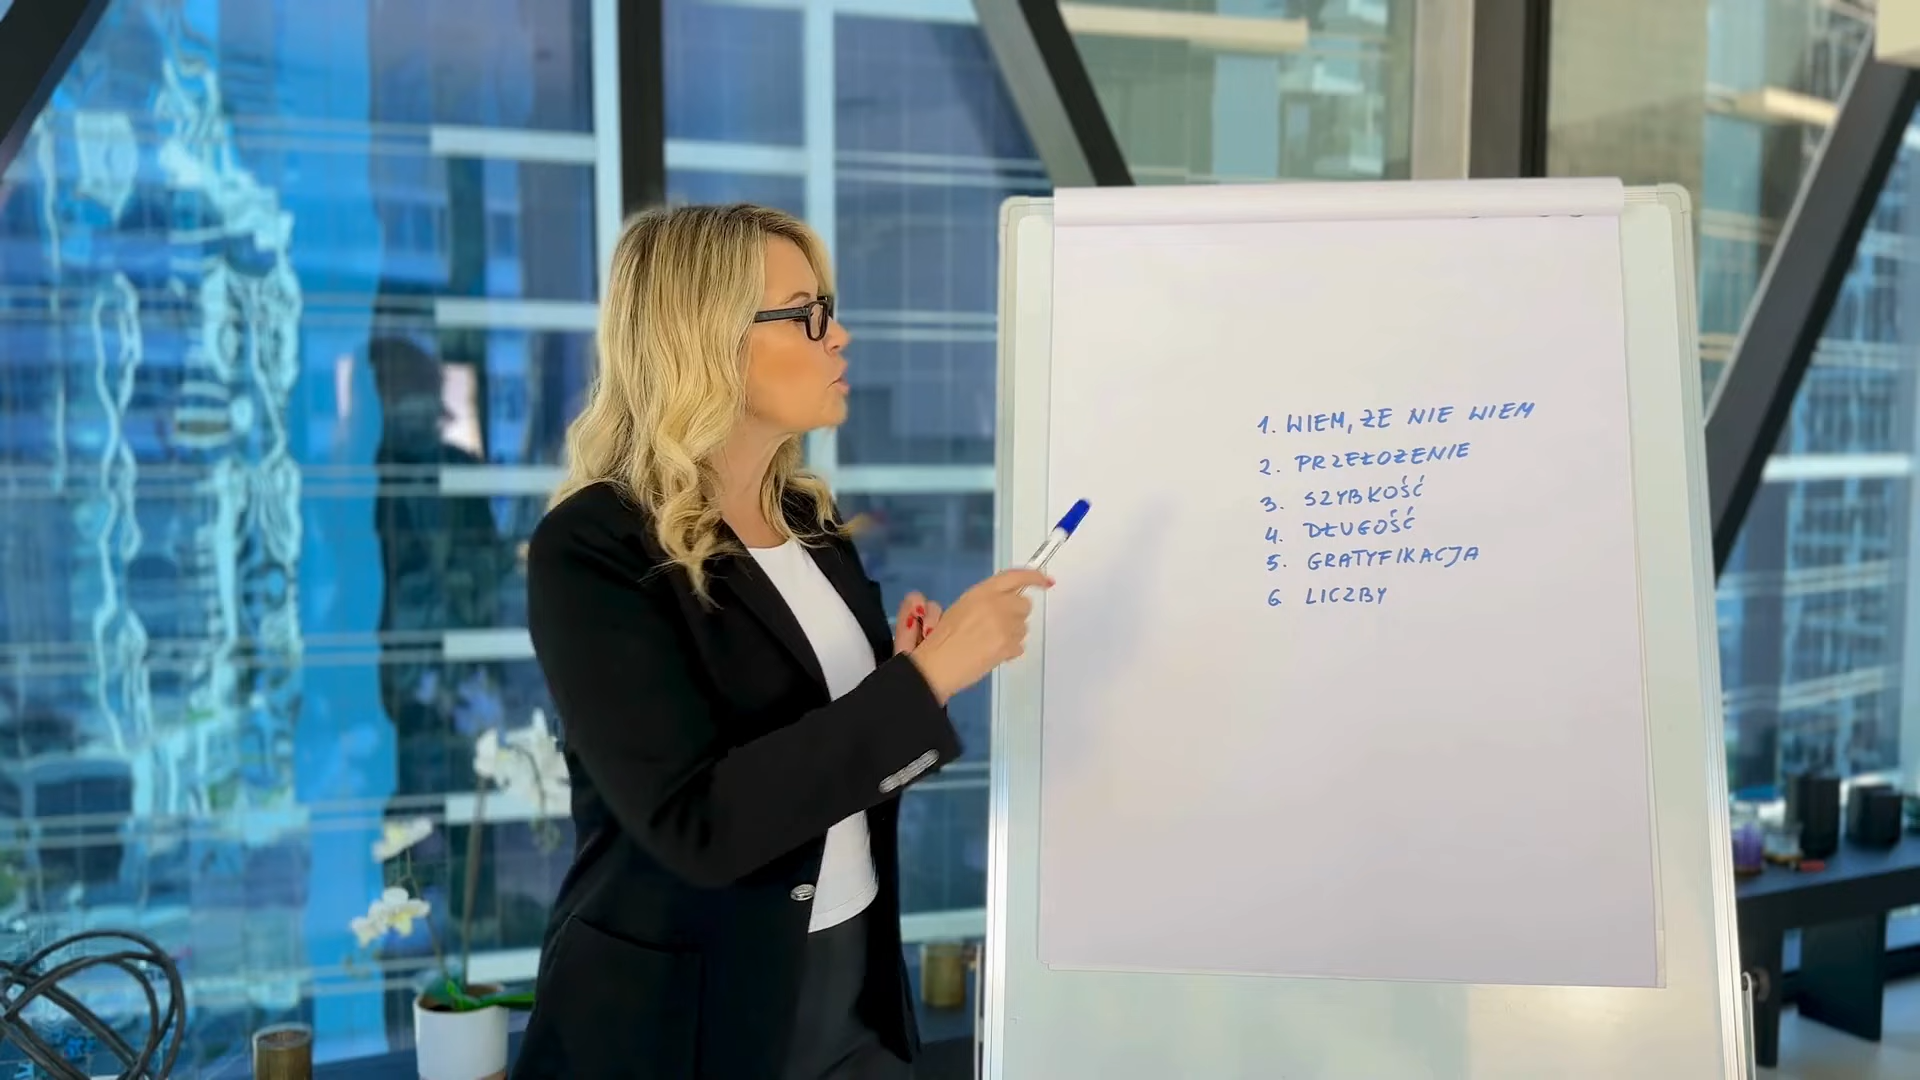 1. WIEM, ŻE NIE WIEM
2. PRZEŁOŻENIE
3. SZYBKOŚĆ
4. DŁUGOŚĆ
5. GRATYFIKACJA
6 LICZBY